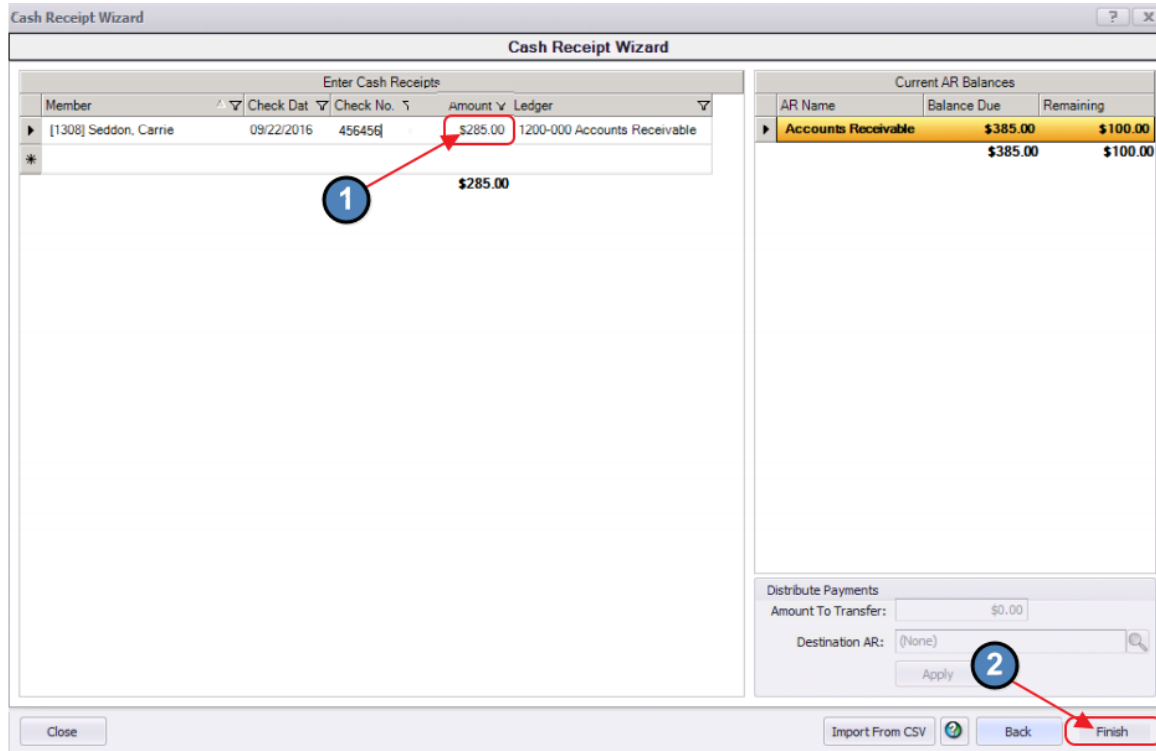 Cash Receipt Wizard
Cash Receipt Wizard
Enter Cash Receipts
Member Check Dat Check No. Amount Ledger
[1308] Seddon, Carrie 09/22/2016 456456 $285.00 1200-000 Accounts Receivable
$285.00
1
Current AR Balances
AR Name Balance Due Remaining
Accounts Receivable $385.00 $100.00
$385.00 $100.00
Distribute Payments
Amount To Transfer: $0.00
Destination AR: (None)
Apply
2
Close Import From CSV Back Finish